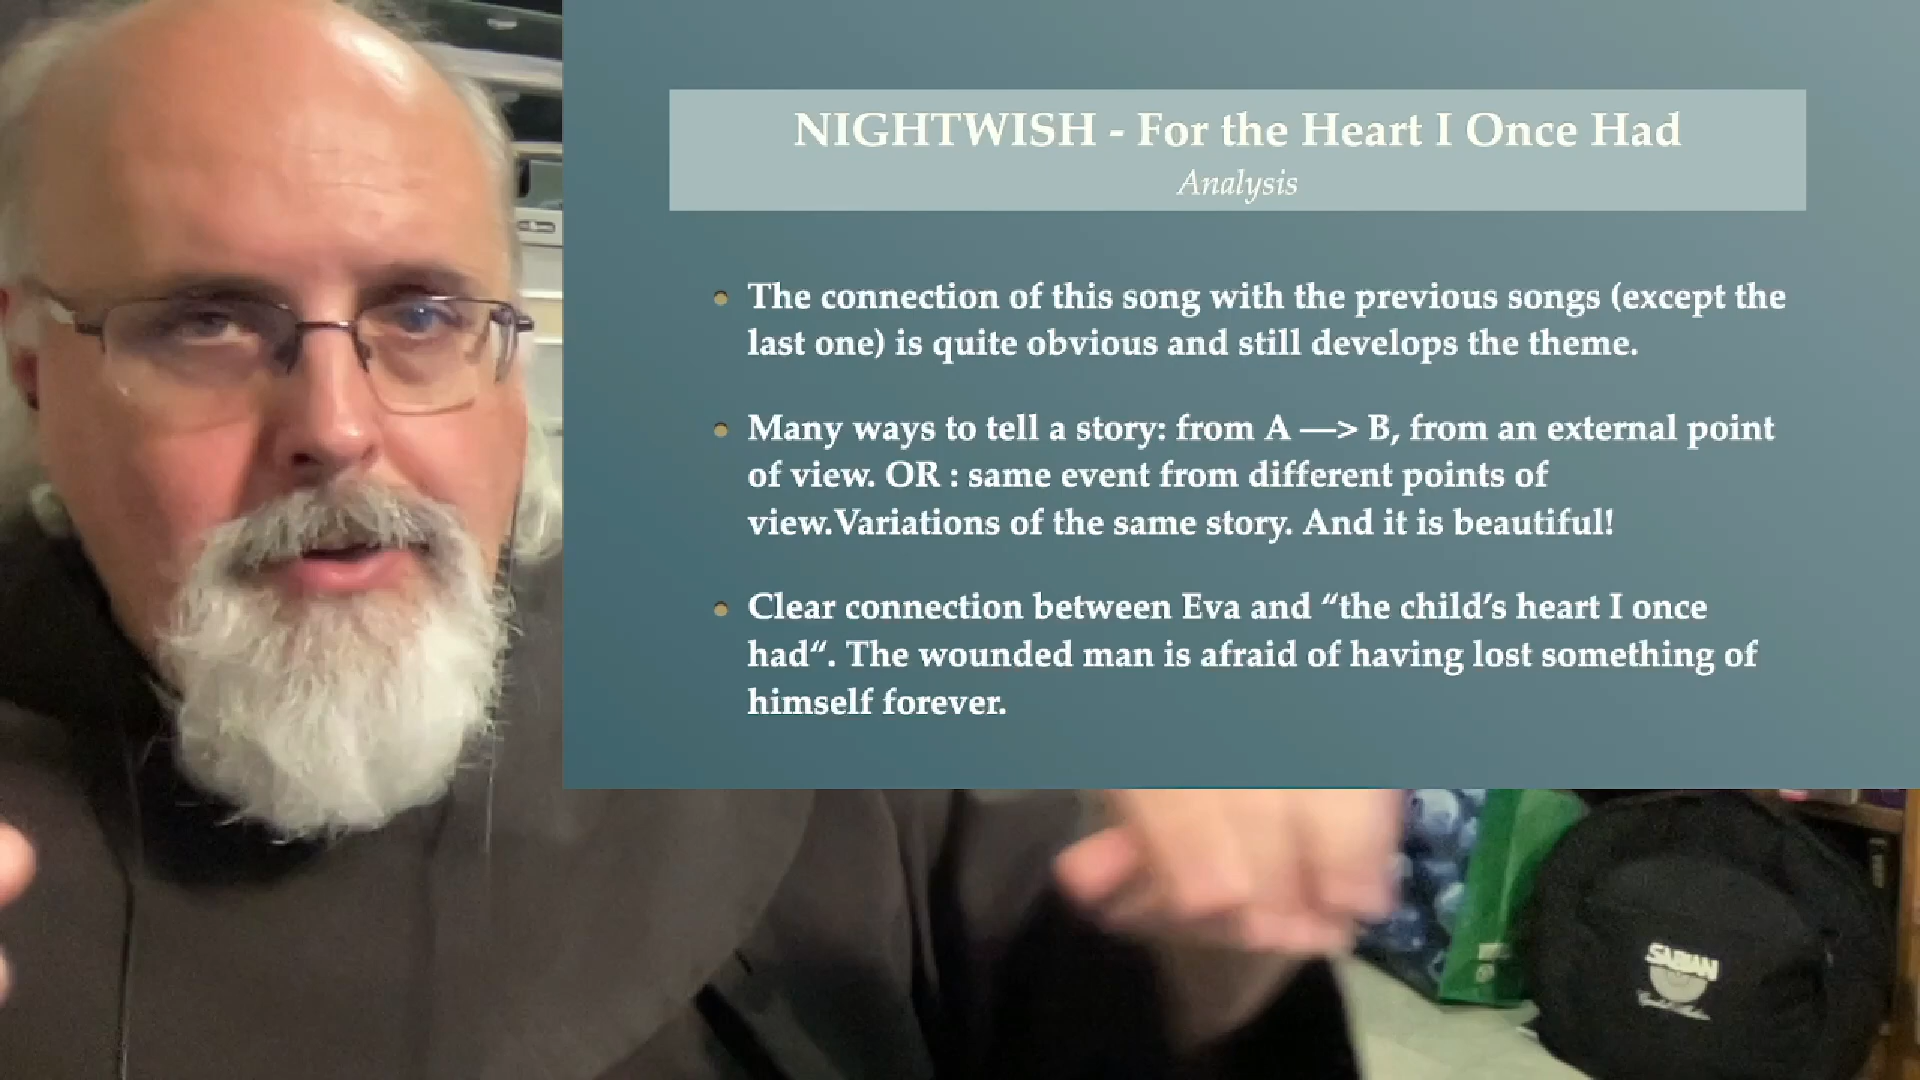 NIGHTWISH - For the Heart I Once Had
Analysis
• The connection of this song with the previous songs (except the
last one) is quite obvious and still develops the theme.
• Many ways to tell a story: from A —> B, from an external point
of view. OR : same event from different points of
view.Variations of the same story. And it is beautiful!
• Clear connection between Eva and “the child’s heart I once
had“. The wounded man is afraid of having lost something of
himself forever.
SABIAN